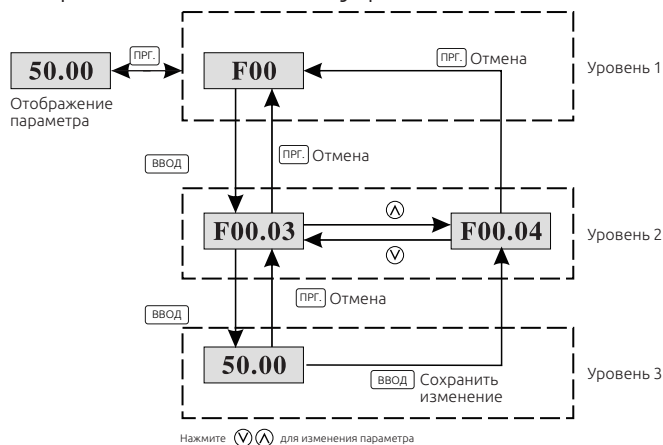 ПРГ.
50.00
Отображение
параметра
F00
ПРГ. Отмена
Уровень 1
ПРГ. Отмена
ВВОД
F00.03
F00.04
Уровень 2
ПРГ. Отмена
ВВОД
50.00
ВВОД Сохранить
изменение
Уровень 3
Нажмите для изменения параметра